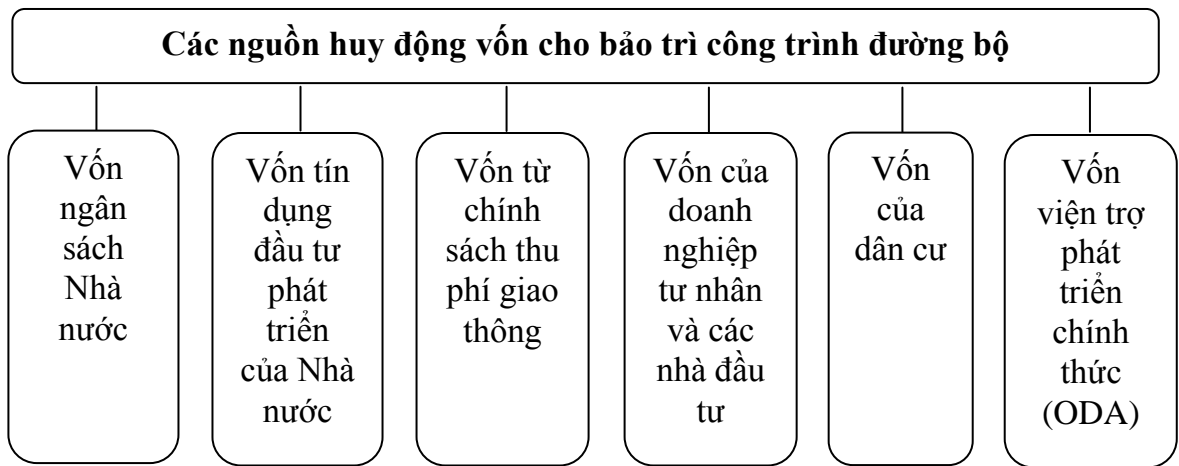 Các nguồn huy động vốn cho bảo trì công trình đường bộ
Vốn
ngân
sách
Nhà
nước
Vốn tín
dụng
đầu tư
phát
triển
của Nhà
nước
Vốn từ
chính
sách thu
phí giao
thông
Vốn của
doanh
nghiệp
tư nhân
và các
nhà đầu
tư
Vốn
của
dân cư
Vốn
viện trợ
phát
triển
chính
thức
(ODA)